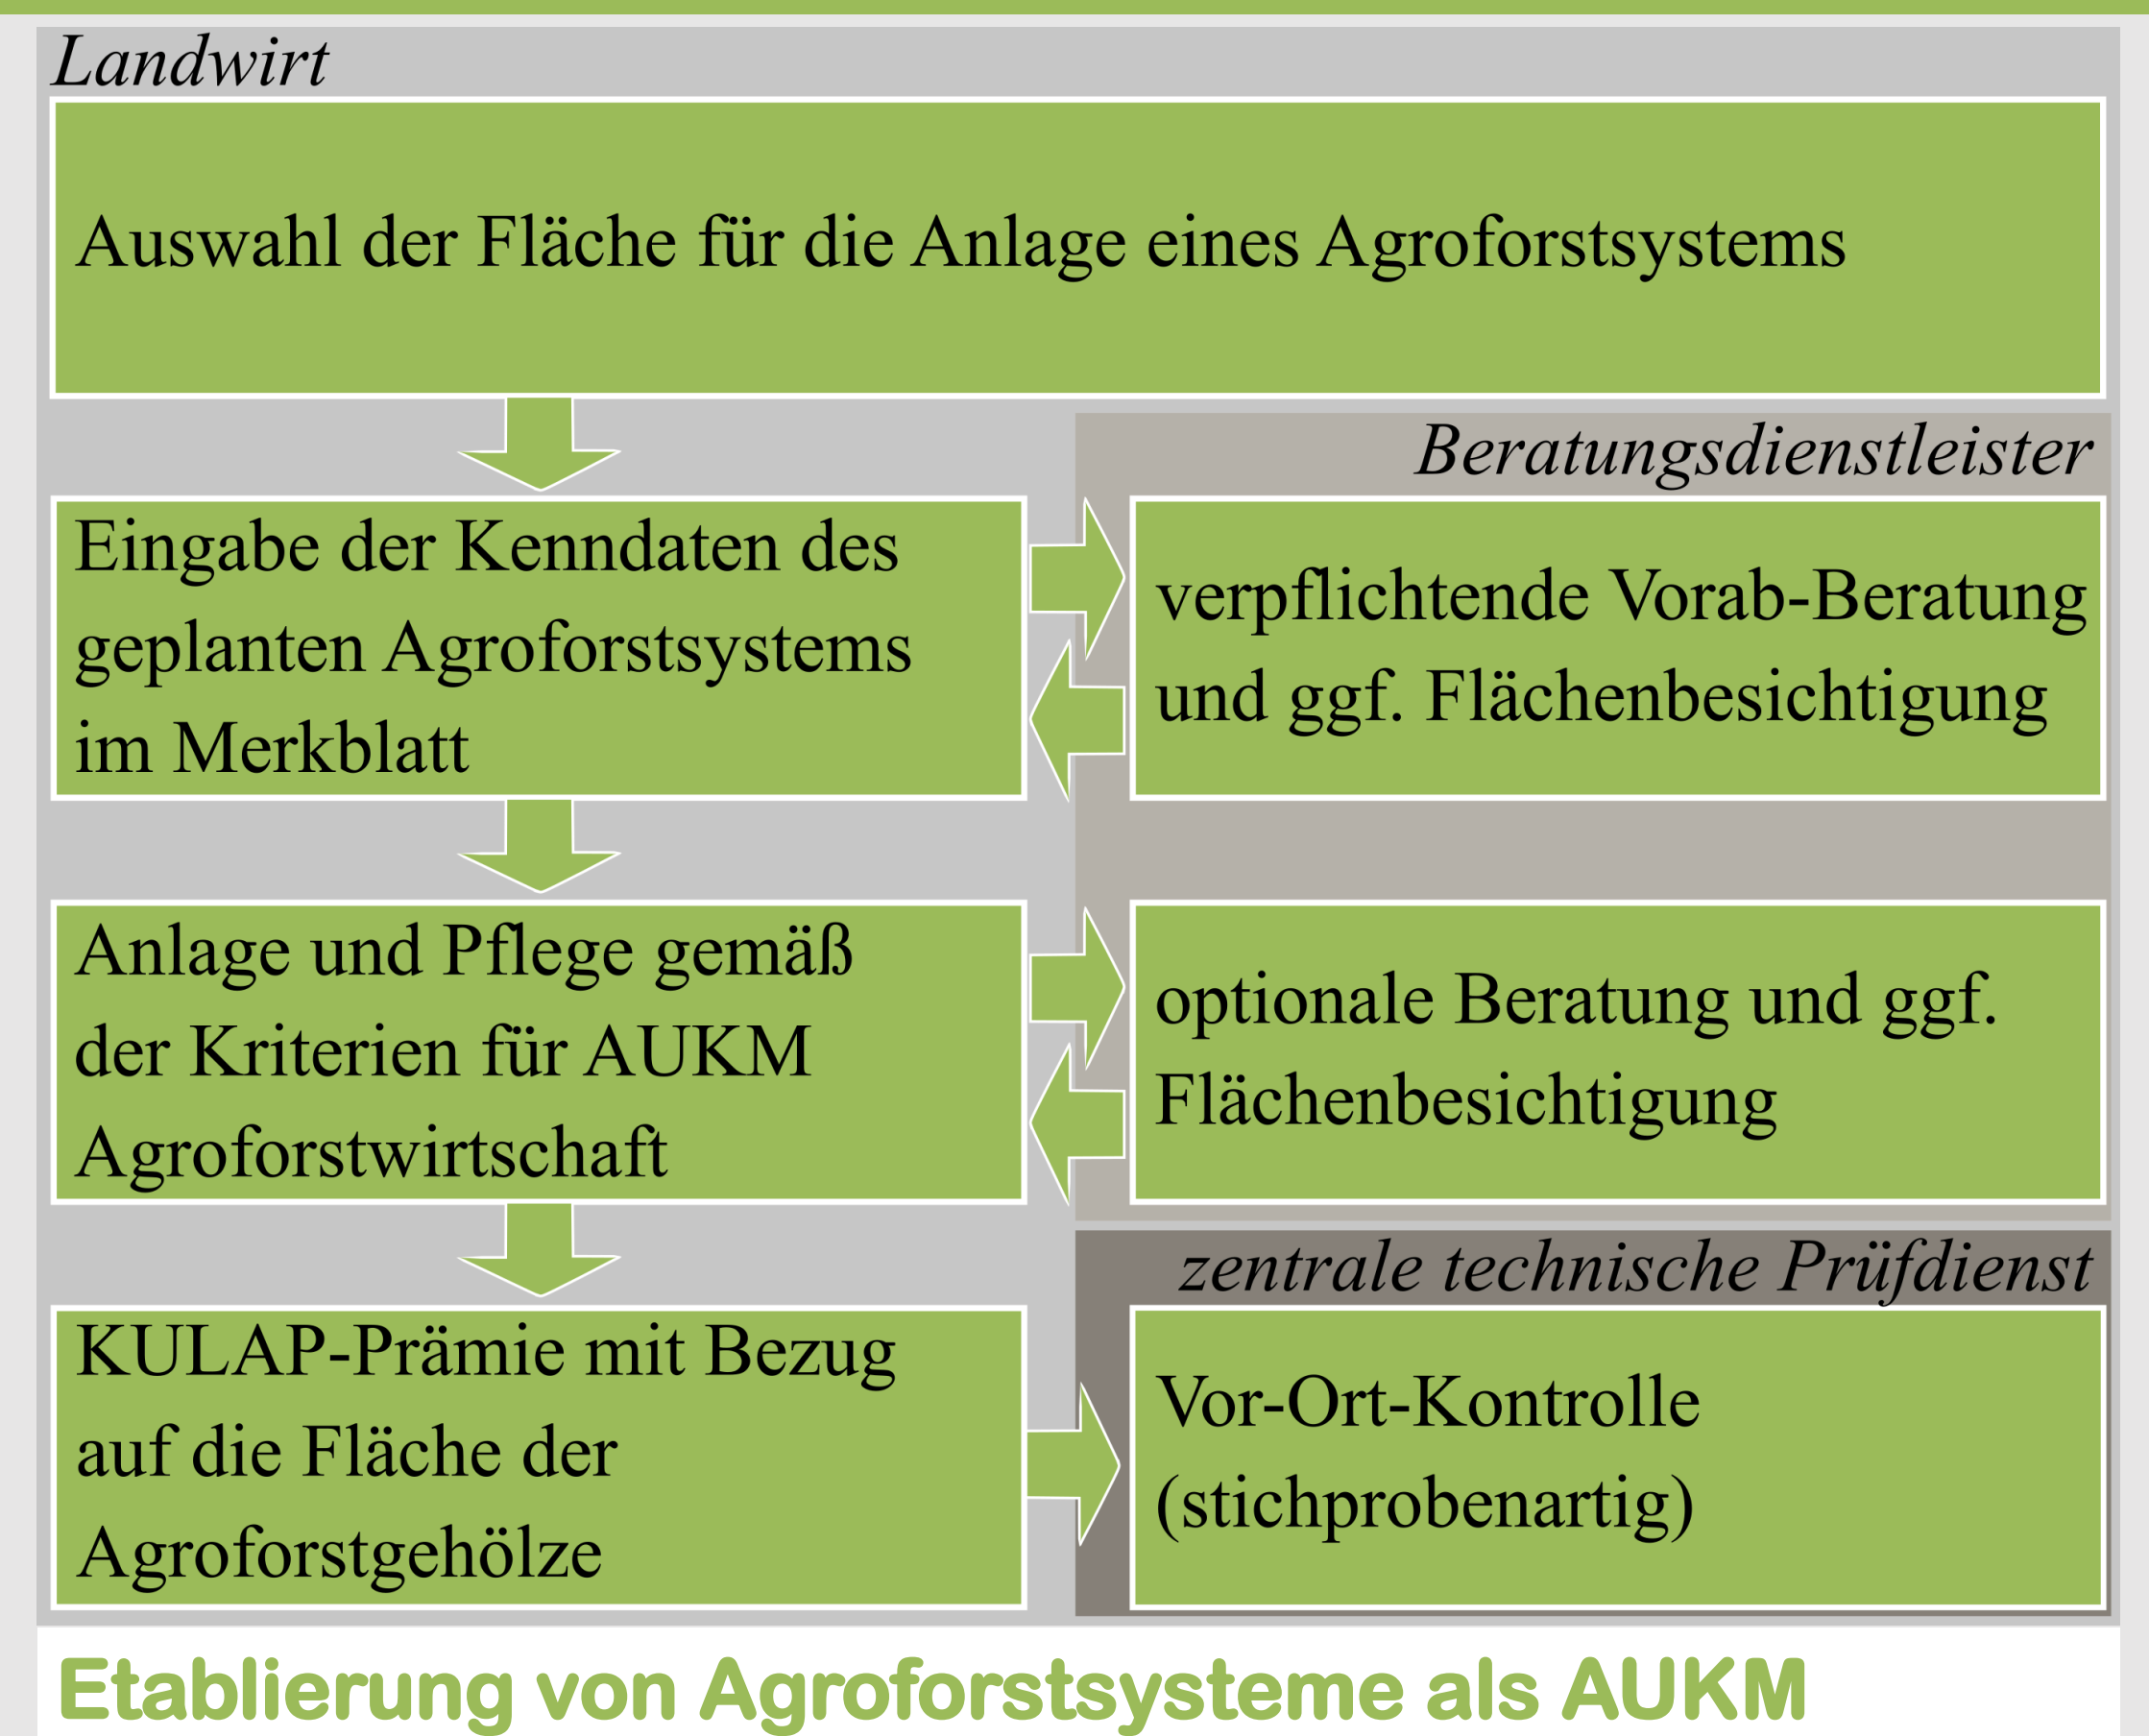 Landwirt
Auswahl der Fläche für die Anlage eines Agroforstsystems
Beratungsdienstleister
Eingabe der Kenndaten des
geplanten Agroforstsystems
in Merkblatt
verpflichtende Vorab-Beratung
und ggf. Flächenbesichtigung
Anlage und Pflege gemäß
der Kriterien für AUKM
Agroforstwirtschaft
optionale Beratung und ggf.
Flächenbesichtigung
zentrale technische Prüfdienst
KULAP-Prämie mit Bezug
auf die Fläche der
Agroforstgehölze
Vor-Ort-Kontrolle
(stichprobenartig)
Etablierung von Agroforstsysteme als AUKM